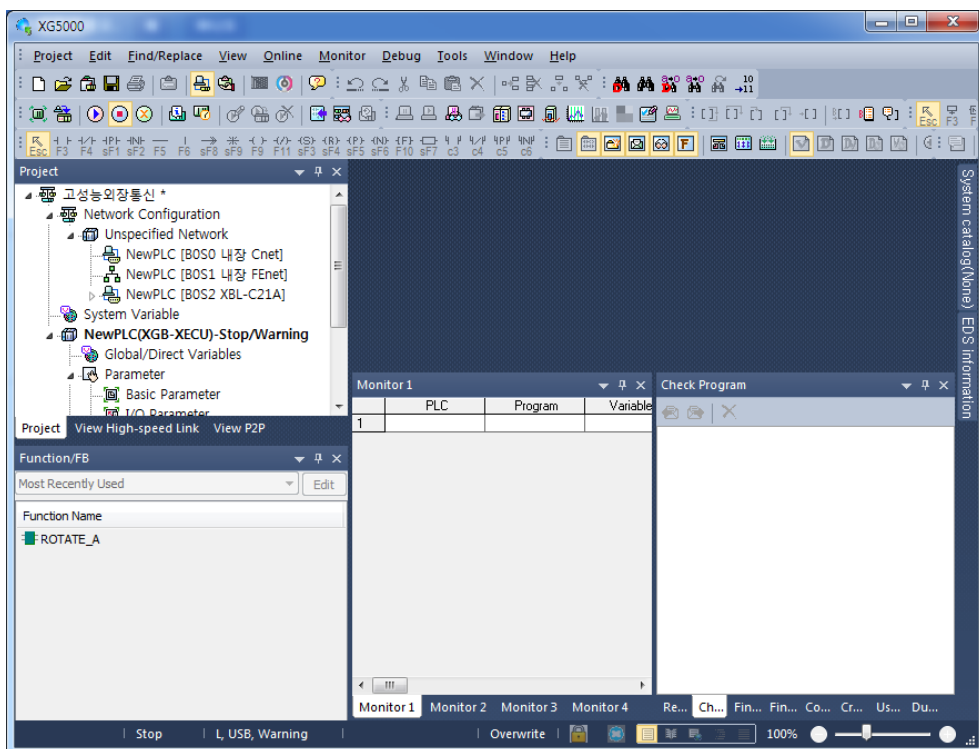 XG5000
Project Edit Find/Replace View Online Monitor Debug Tools Window Help
Esc F3 F4 sF1 sF2 F5 F6 sF8 sF9 F9 F11 sF3 sF4 sF5 sF6 F10 sF7 c3 c4 c5 c6
Project
고성능외장통신 *
Network Configuration
Unspecified Network
NewPLC [B0S0 내장 Cnet]
NewPLC [B0S1 내장 FEnet]
NewPLC [B0S2 XBL-C21A]
System Variable
NewPLC(XGB-XECU)-Stop/Warning
Global/Direct Variables
Parameter
Basic Parameter
I/O Parameter
Project View High-speed Link View P2P
Function/FB
Most Recently Used Edit
Function Name
ROTATE_A
Monitor 1
PLC Program Variable
1
Monitor 1 Monitor 2 Monitor 3 Monitor 4
Check Program
Re... Ch... Fin... Fin... Co... Cr... Us... Du...
System catalog(None)
EDS information
Stop L, USB, Warning Overwrite 100%